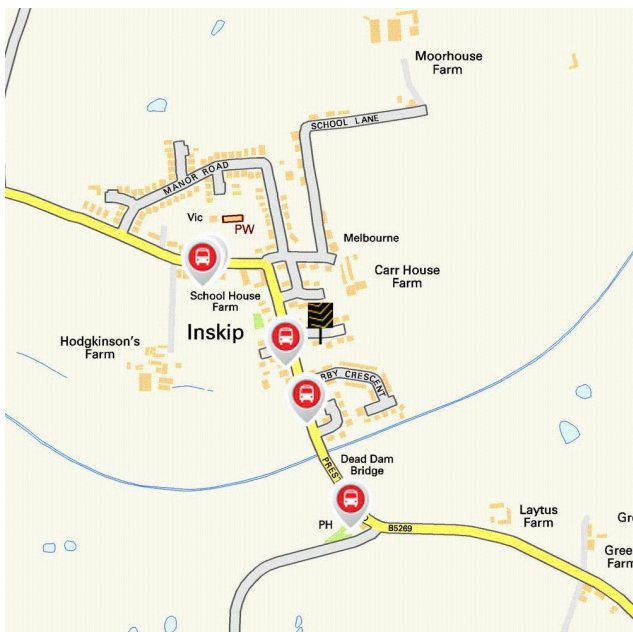 Moorhouse
Farm
SCHOOL LANE
MANOR ROAD
Vic
PW
Melbourne
Carr House
Farm
School House
Farm
Inskip
Hodgkinson's
Farm
RBY CRESCENT
PRES
Dead Dam
Bridge
PH
B5269
Laytus
Farm
Gre
Gree
Farm